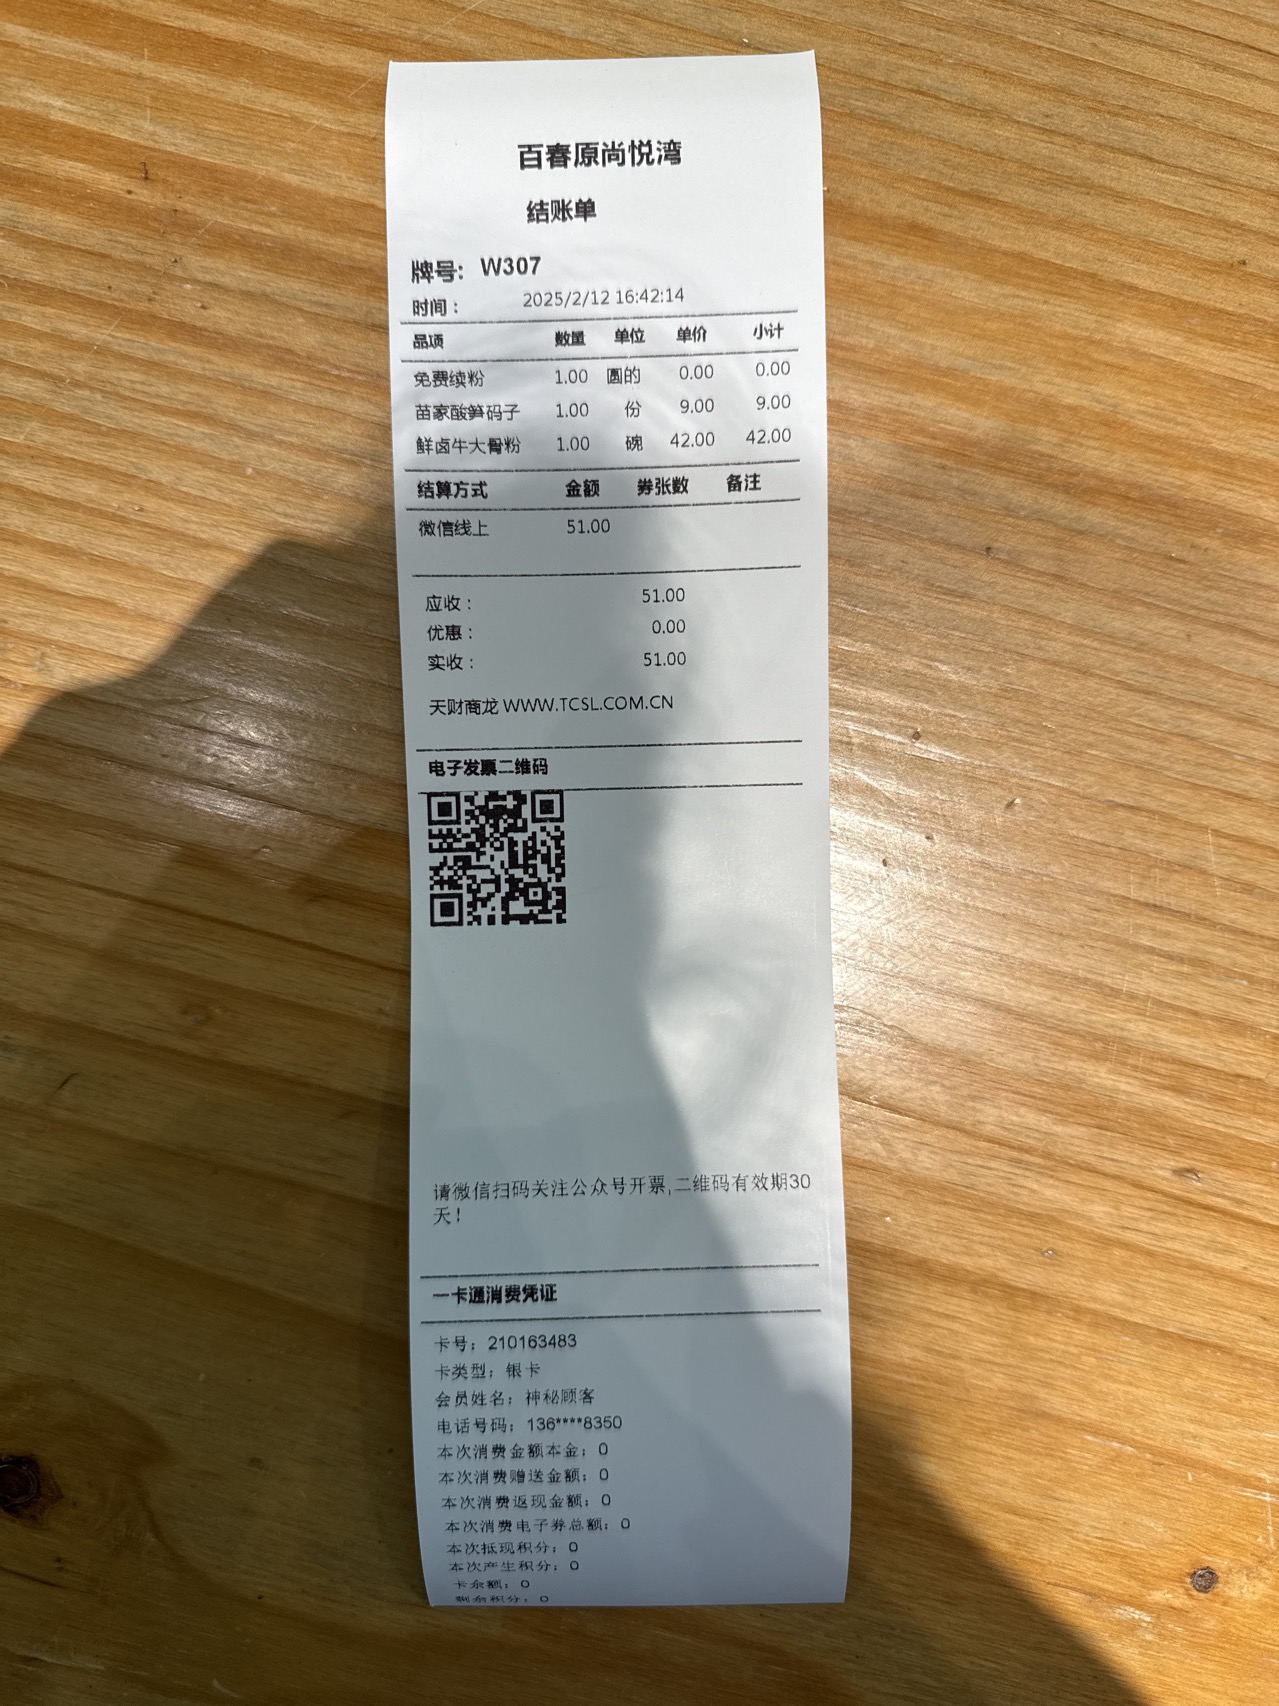 百春原尚悦湾
结账单
牌号: W307
时间： 2025/2/12 16:42:14
品项 数量 单位 单价 小计
免费续粉 1.00 圆的 0.00 0.00
苗家酸笋码子 1.00 份 9.00 9.00
鲜卤牛大骨粉 1.00 碗 42.00 42.00
结算方式 金额 券张数 备注
微信线上 51.00
应收： 51.00
优惠： 0.00
实收： 51.00
天财商龙 WWW.TCSL.COM.CN
电子发票二维码
请微信扫码关注公众号开票,二维码有效期30
天！
一卡通消费凭证
卡号：210163483
卡类型：银卡
会员姓名：神秘顾客
电话号码：136****8350
本次消费金额本金：0
本次消费赠送金额：0
本次消费返现金额：0
本次消费电子券总额：0
本次抵现积分：0
本次产生积分：0
卡余额：0
剩余积分：0